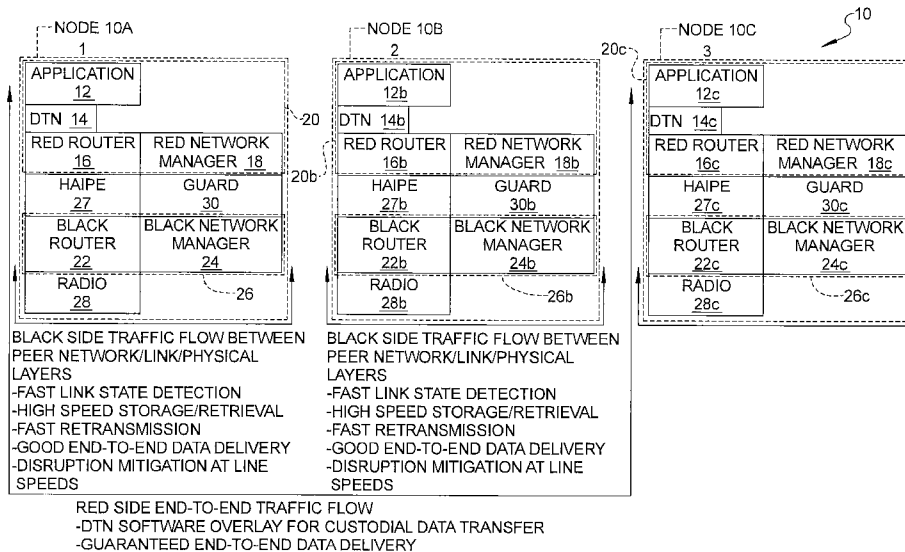 NODE 10A
1
APPLICATION
12
DTN 14
RED ROUTER
16
RED NETWORK
MANAGER 18
HAIPE
27
GUARD
30
BLACK
ROUTER
22
BLACK NETWORK
MANAGER
24
RADIO
28
20
26
NODE 10B
2
APPLICATION
12b
DTN 14b
RED ROUTER
16b
RED NETWORK
MANAGER 18b
HAIPE
27b
GUARD
30b
BLACK
ROUTER
22b
BLACK NETWORK
MANAGER
24b
RADIO
28b
20b
26b
NODE 10C
3
10
20c
APPLICATION
12c
DTN 14c
RED ROUTER
16c
RED NETWORK
MANAGER 18c
HAIPE
27c
GUARD
30c
BLACK
ROUTER
22c
BLACK NETWORK
MANAGER
24c
RADIO
28c
26c
BLACK SIDE TRAFFIC FLOW BETWEEN
PEER NETWORK/LINK/PHYSICAL
LAYERS
-FAST LINK STATE DETECTION
-HIGH SPEED STORAGE/RETRIEVAL
-FAST RETRANSMISSION
-GOOD END-TO-END DATA DELIVERY
-DISRUPTION MITIGATION AT LINE
SPEEDS
BLACK SIDE TRAFFIC FLOW BETWEEN
PEER NETWORK/LINK/PHYSICAL
LAYERS
-FAST LINK STATE DETECTION
-HIGH SPEED STORAGE/RETRIEVAL
-FAST RETRANSMISSION
-GOOD END-TO-END DATA DELIVERY
-DISRUPTION MITIGATION AT LINE
SPEEDS
RED SIDE END-TO-END TRAFFIC FLOW
-DTN SOFTWARE OVERLAY FOR CUSTODIAL DATA TRANSFER
-GUARANTEED END-TO-END DATA DELIVERY